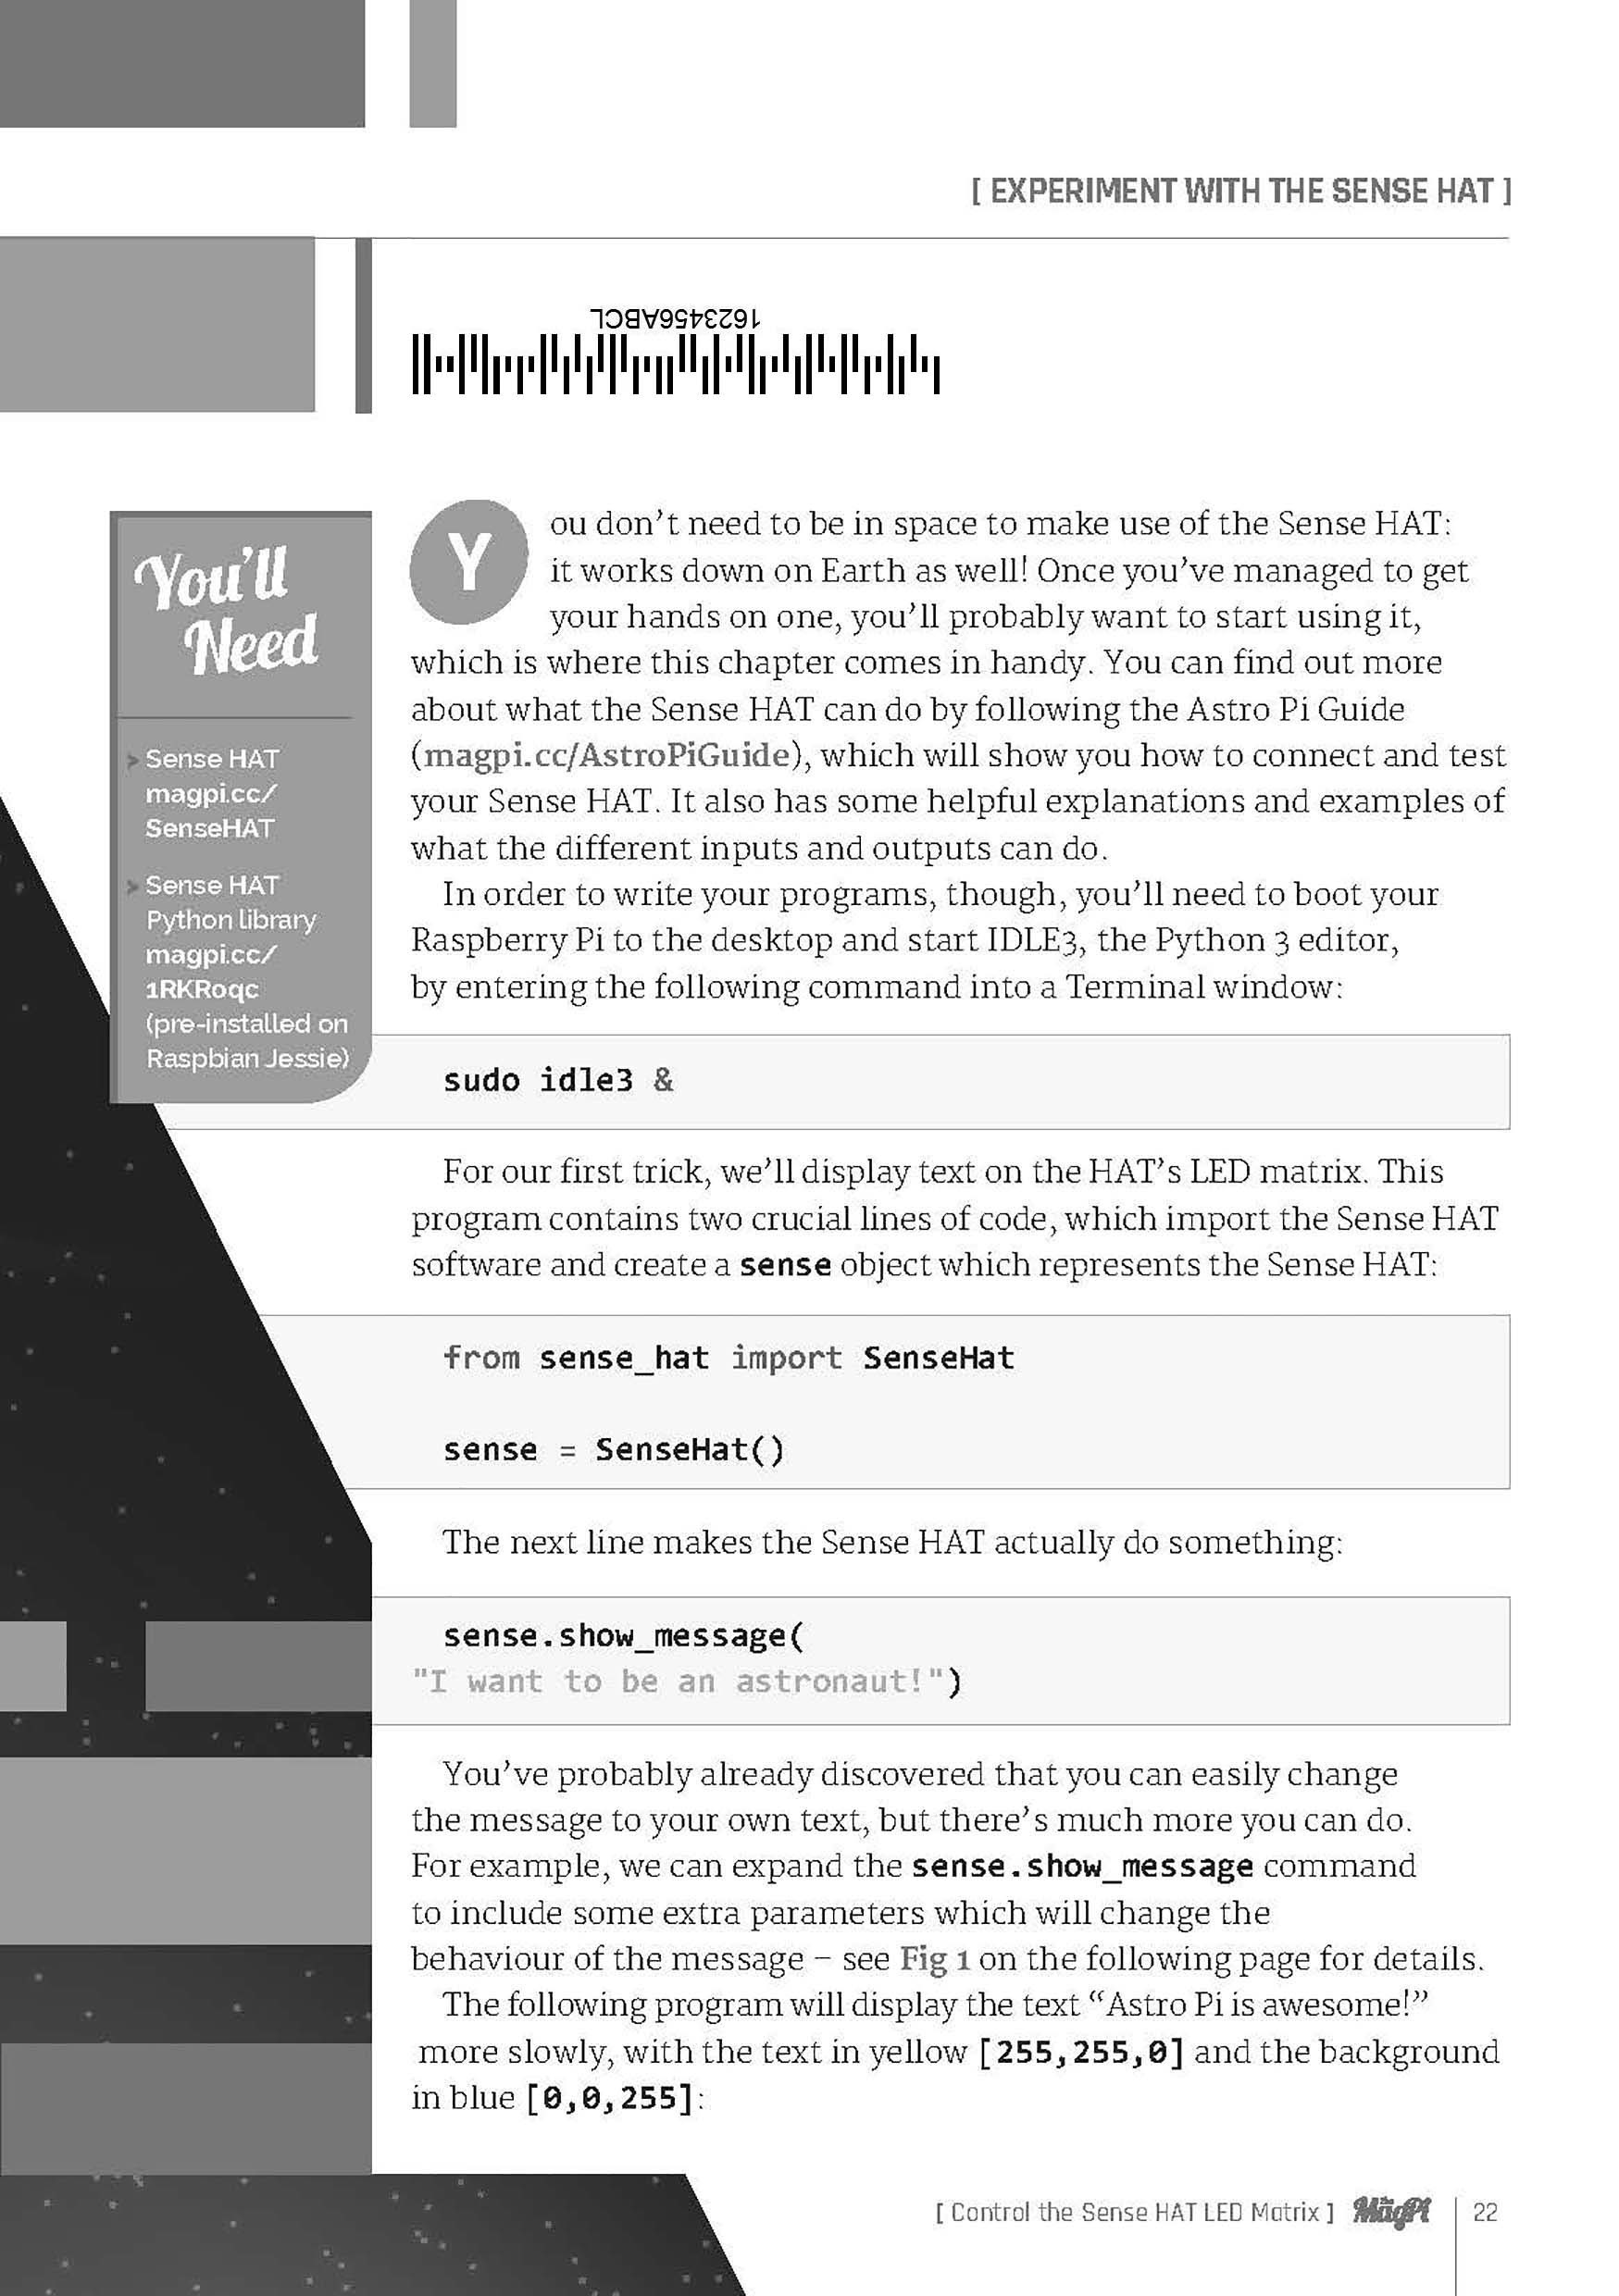 [ EXPERIMENT WITH THE SENSE HAT ]
1623456ABCL
You'll
Need
> Sense HAT
magpi.cc/
SenseHAT
> Sense HAT
Python library
magpi.cc/
1RKRoqc
(pre-installed on
Raspbian Jessie)
You don't need to be in space to make use of the Sense HAT:
it works down on Earth as well! Once you've managed to get
your hands on one, you'll probably want to start using it,
which is where this chapter comes in handy. You can find out more
about what the Sense HAT can do by following the Astro Pi Guide
(magpi.cc/AstroPiGuide), which will show you how to connect and test
your Sense HAT. It also has some helpful explanations and examples of
what the different inputs and outputs can do.
In order to write your programs, though, you'll need to boot your
Raspberry Pi to the desktop and start IDLE3, the Python 3 editor,
by entering the following command into a Terminal window:
sudo idle3 &
For our first trick, we'll display text on the HAT's LED matrix. This
program contains two crucial lines of code, which import the Sense HAT
software and create a sense object which represents the Sense HAT:
from sense_hat import SenseHat
sense = SenseHat()
The next line makes the Sense HAT actually do something:
sense.show_message(
"I want to be an astronaut!")
You've probably already discovered that you can easily change
the message to your own text, but there's much more you can do.
For example, we can expand the sense.show_message command
to include some extra parameters which will change the
behaviour of the message – see Fig 1 on the following page for details.
The following program will display the text “Astro Pi is awesome!”
more slowly, with the text in yellow [255,255,0] and the background
in blue [0,0,255]:
[ Control the Sense HAT LED Matrix ] The MagPi 22